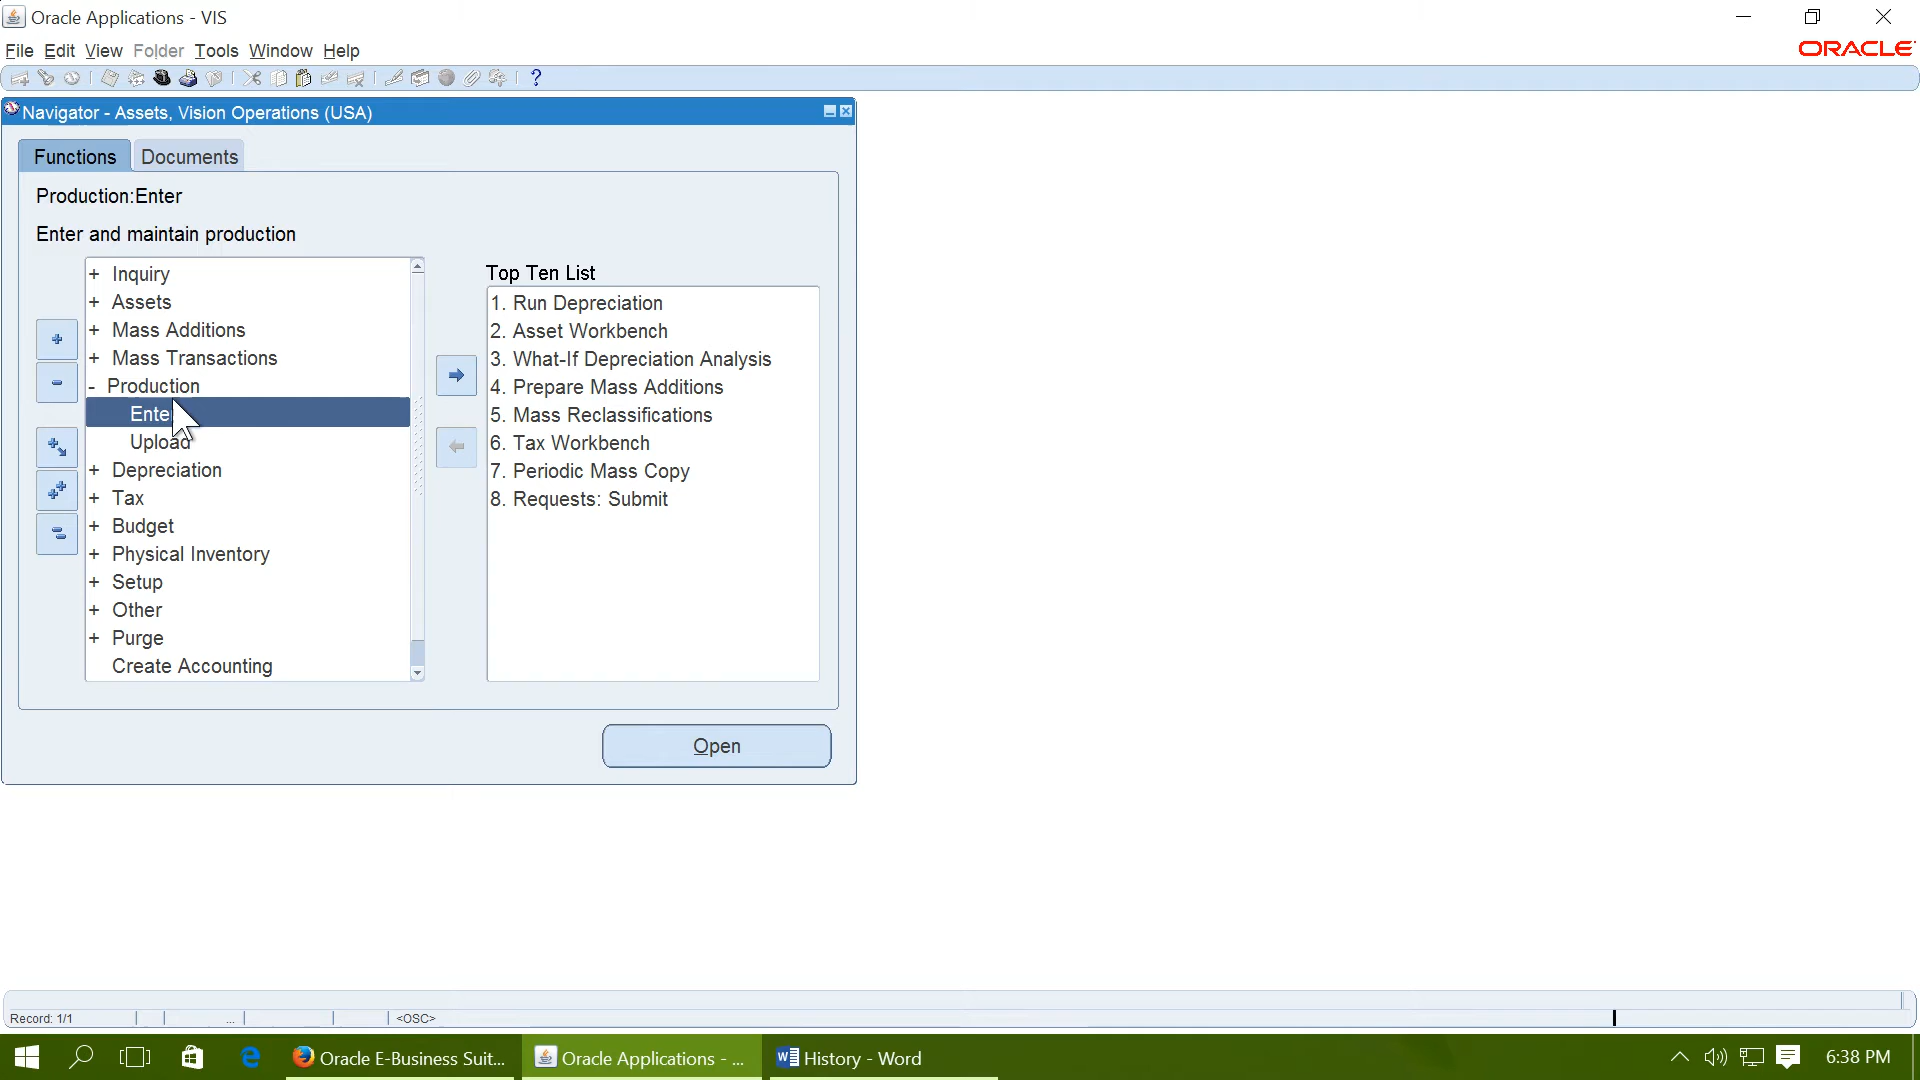 Oracle Applications - VIS
File Edit View Folder Tools Window Help
ORACLE
Navigator - Assets, Vision Operations (USA)
Functions Documents
Production:Enter
Enter and maintain production
+ Inquiry
+ Assets
+ Mass Additions
+ Mass Transactions
- Production
Enter
Upload
+ Depreciation
+ Tax
+ Budget
+ Physical Inventory
+ Setup
+ Other
+ Purge
Create Accounting
Top Ten List
1. Run Depreciation
2. Asset Workbench
3. What-If Depreciation Analysis
4. Prepare Mass Additions
5. Mass Reclassifications
6. Tax Workbench
7. Periodic Mass Copy
8. Requests: Submit
Open
Record: 1/1 ... <OSC>
Oracle E-Business Suit... Oracle Applications - ... History - Word 6:38 PM